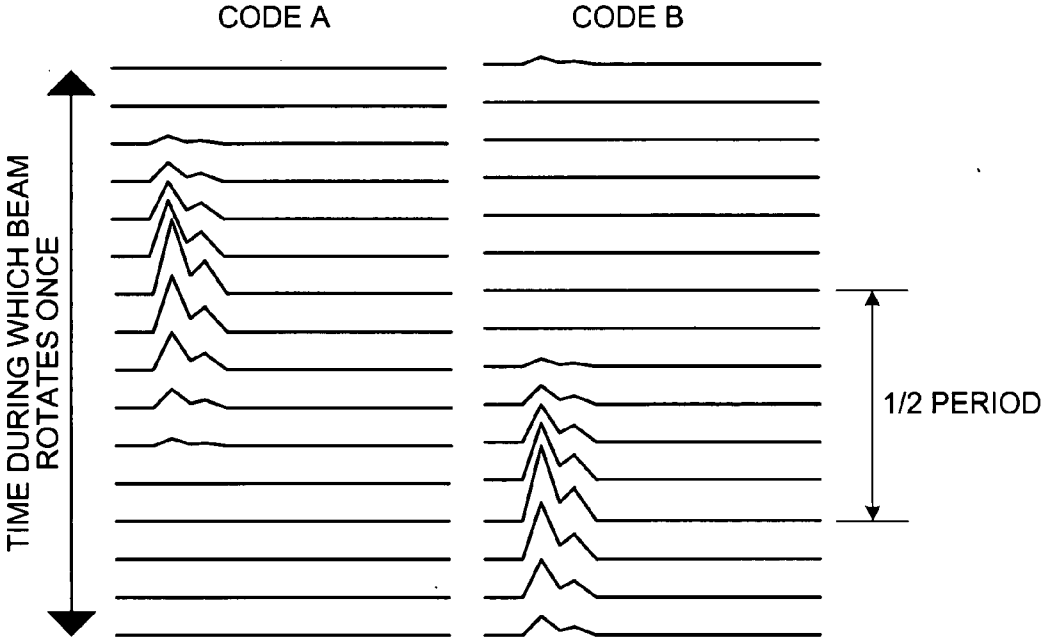 CODE A
CODE B
TIME DURING WHICH BEAM
ROTATES ONCE
1/2 PERIOD